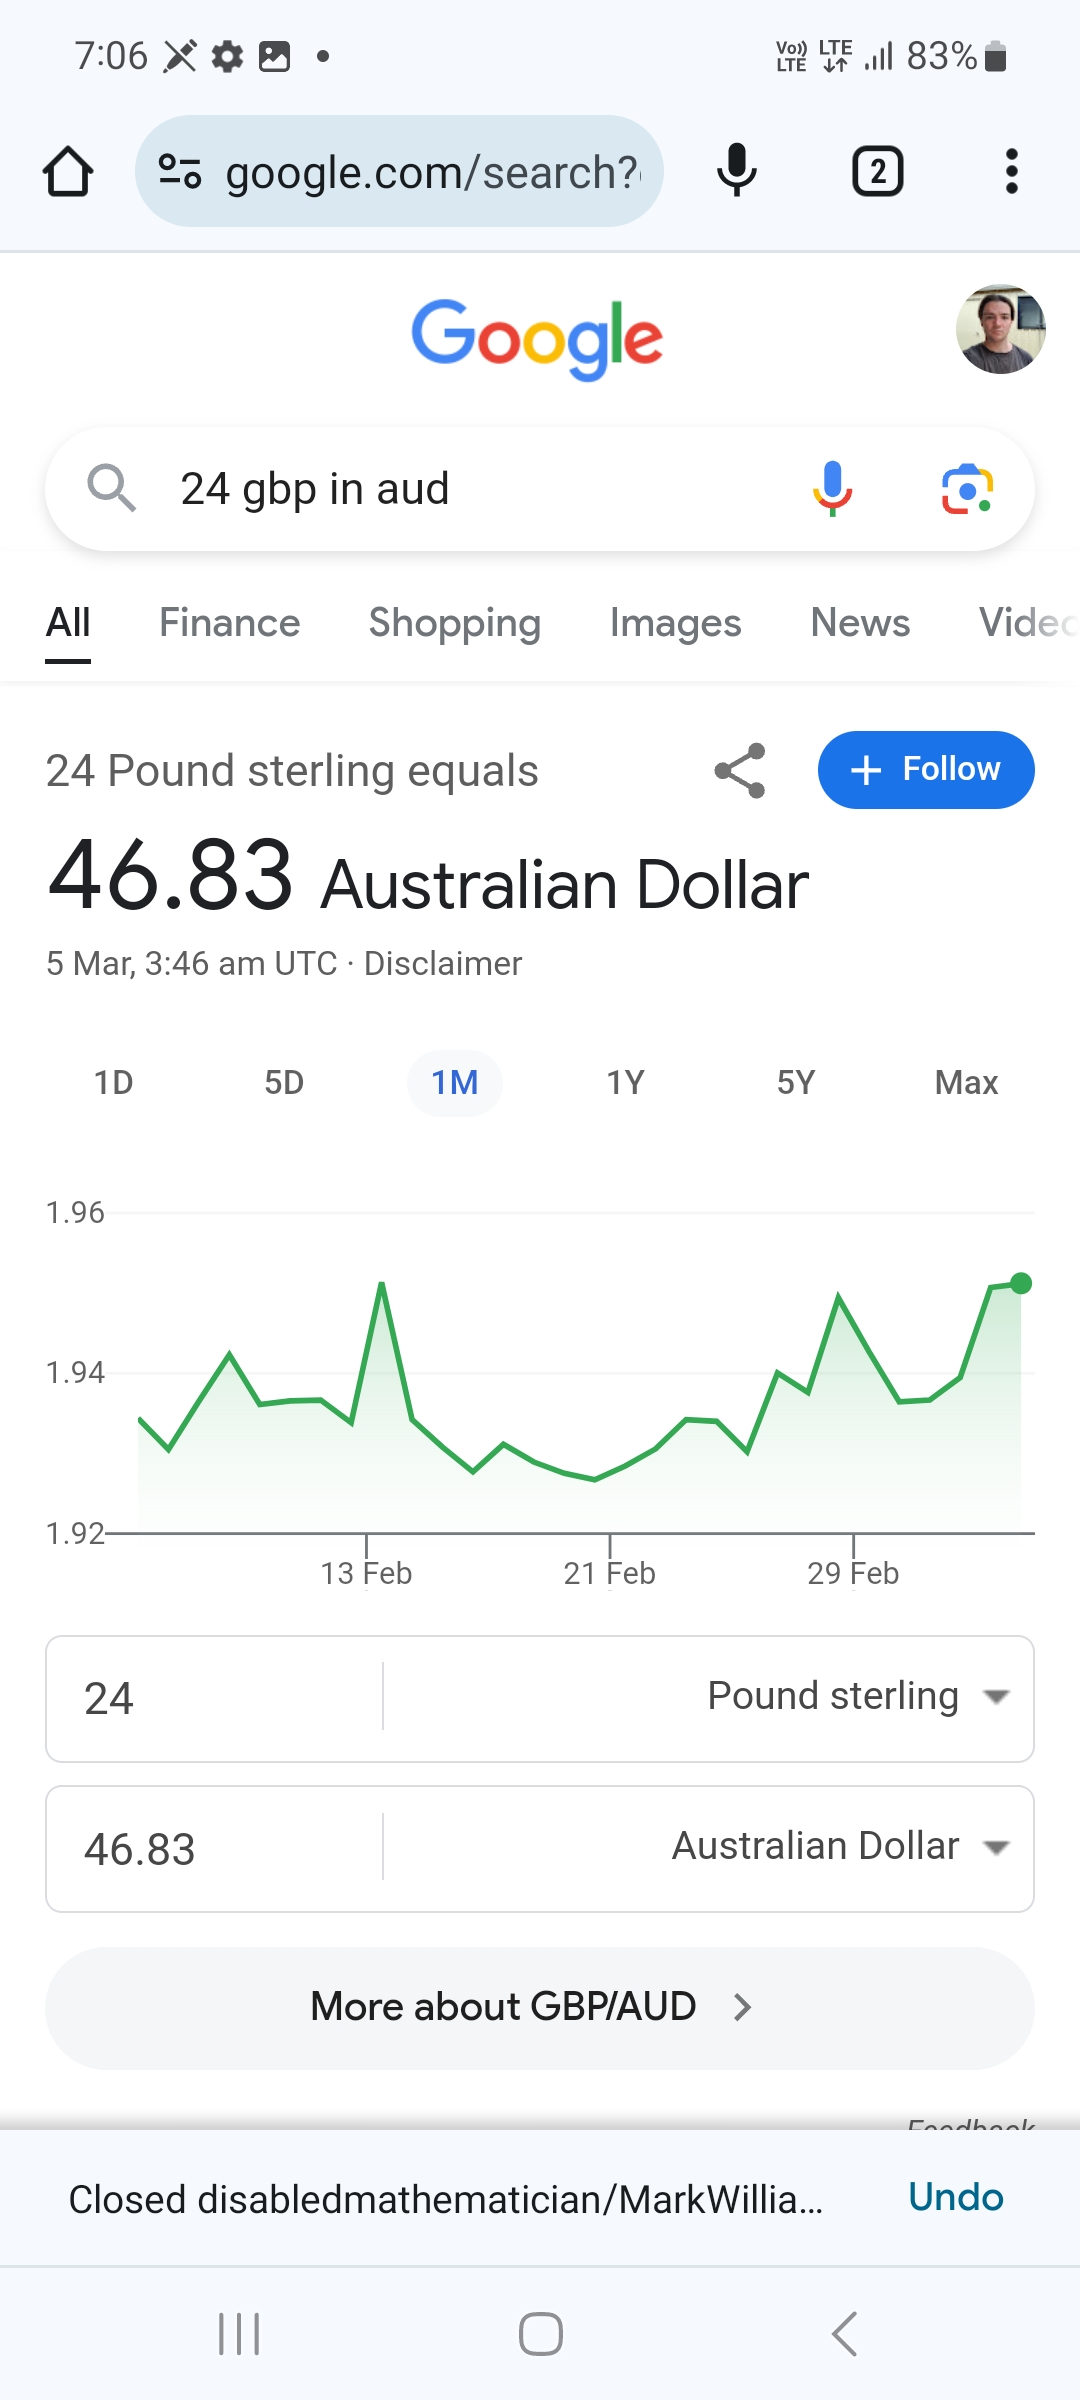 7:06 Vo)) LTE LTE 83%
google.com/search?
2
Google
24 gbp in aud
All Finance Shopping Images News Videc
24 Pound sterling equals
+ Follow
46.83 Australian Dollar
5 Mar, 3:46 am UTC · Disclaimer
1D 5D 1M 1Y 5Y Max
1.96
1.94
1.92
13 Feb 21 Feb 29 Feb
24 Pound sterling
46.83 Australian Dollar
More about GBP/AUD
Feedback
Closed disabledmathematician/MarkWillia... Undo